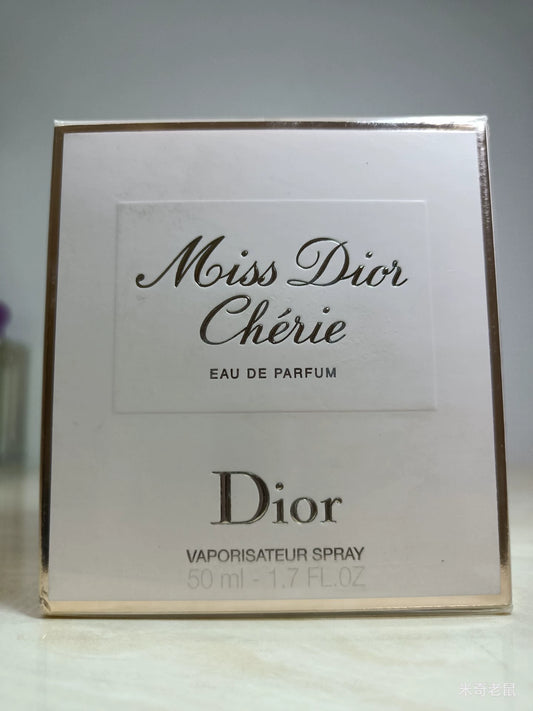 Miss Dior
Chérie
EAU DE PARFUM
Dior
VAPORISATEUR SPRAY
50 ml - 1.7 FL.OZ
米奇老鼠